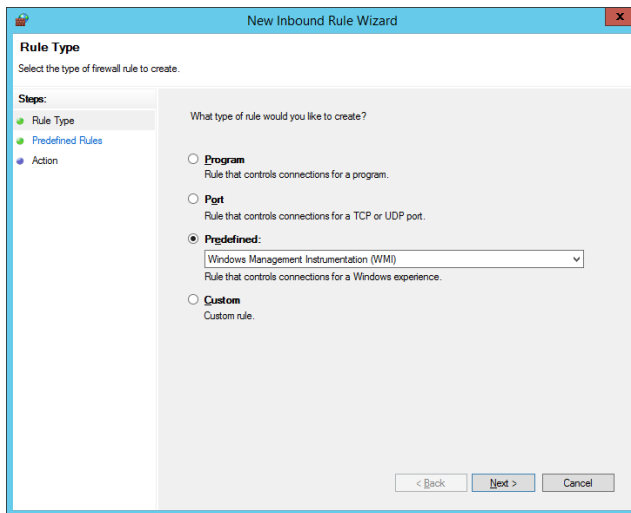 New Inbound Rule Wizard
x
Rule Type
Select the type of firewall rule to create.
Steps:
Rule Type
Predefined Rules
Action
What type of rule would you like to create?
Program
Rule that controls connections for a program.
Port
Rule that controls connections for a TCP or UDP port.
Predefined:
Windows Management Instrumentation (WMI)
Rule that controls connections for a Windows experience.
Custom
Custom rule.
< Back Next > Cancel